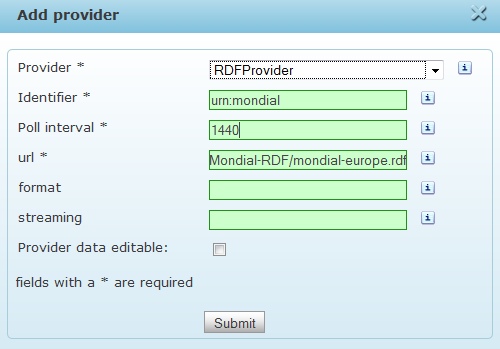 Add provider
Provider * RDFProvider
Identifier * urn:mondial
Poll interval * 1440
url * Mondial-RDF/mondial-europe.rdf
format
streaming
Provider data editable:
fields with a * are required
Submit